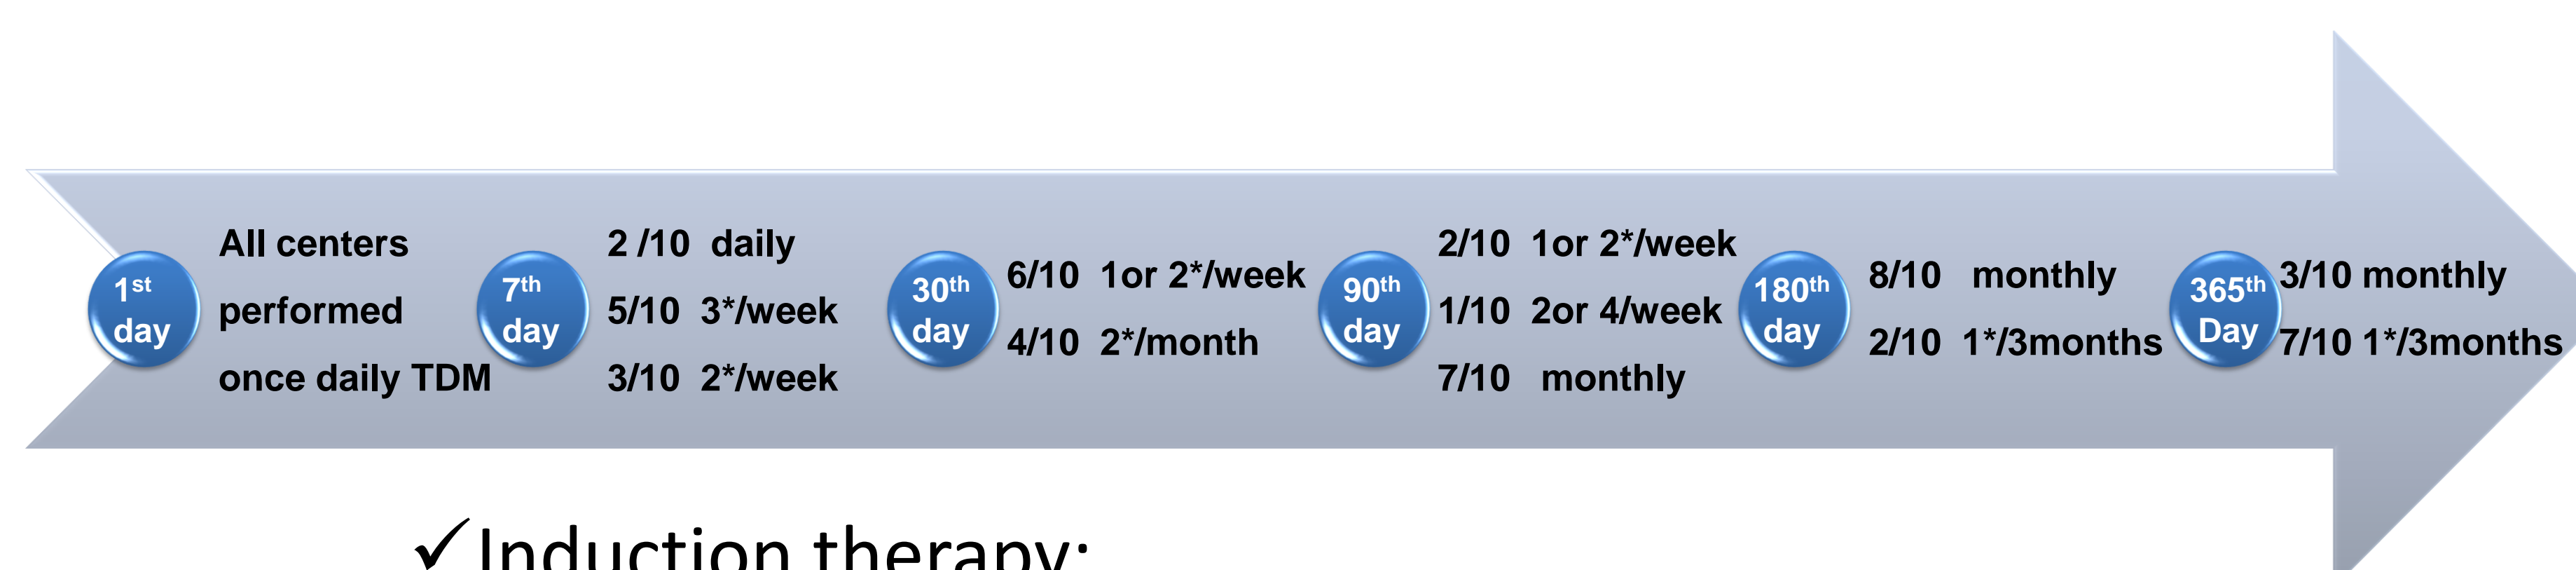 1st
day
All centers
performed
once daily TDM
7th
day
2 /10 daily
5/10 3*/week
3/10 2*/week
30th
day
6/10 1or 2*/week
4/10 2*/month
90th
day
2/10 1or 2*/week
1/10 2or 4/week
7/10 monthly
180th
day
8/10 monthly
2/10 1*/3months
365th
Day
3/10 monthly
7/10 1*/3months
✓Induction therapy: